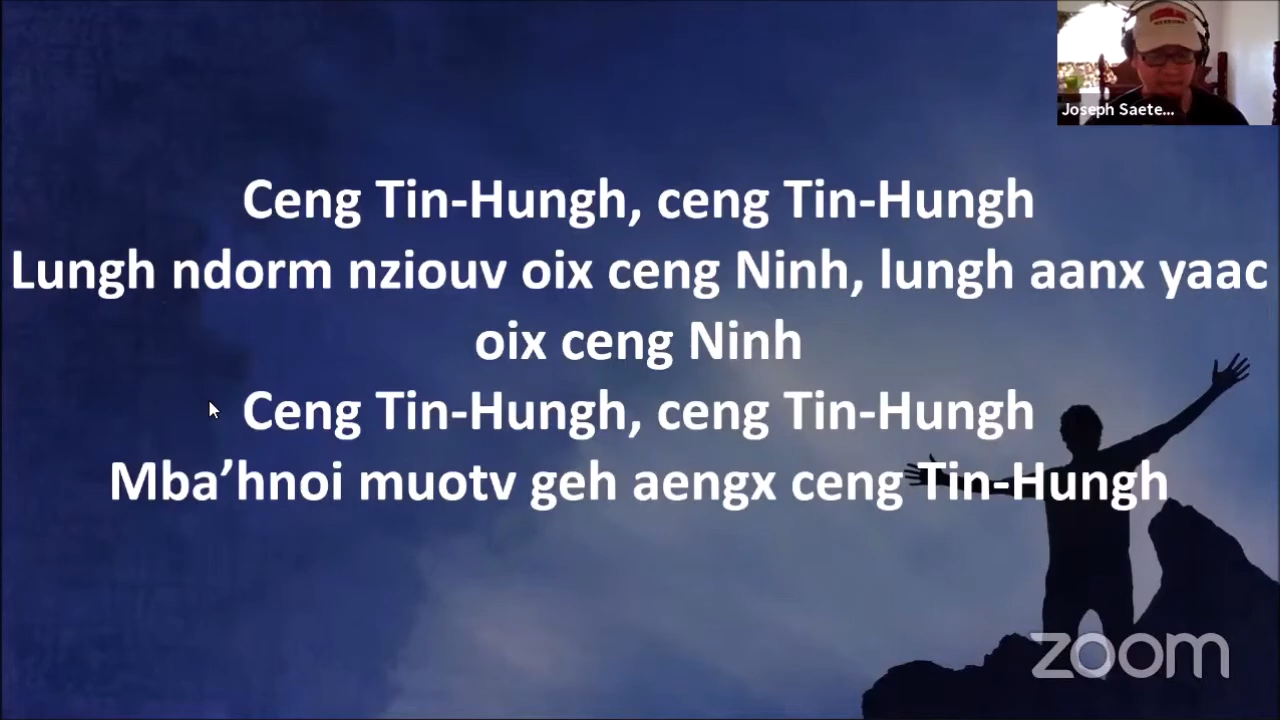 Joseph Saete...
Ceng Tin-Hungh, ceng Tin-Hungh
Lungh ndorm nziouv oix ceng Ninh, lungh aanx yaac
oix ceng Ninh
Ceng Tin-Hungh, ceng Tin-Hungh
Mba’hnoi muotv geh aengx ceng Tin-Hungh
zoom